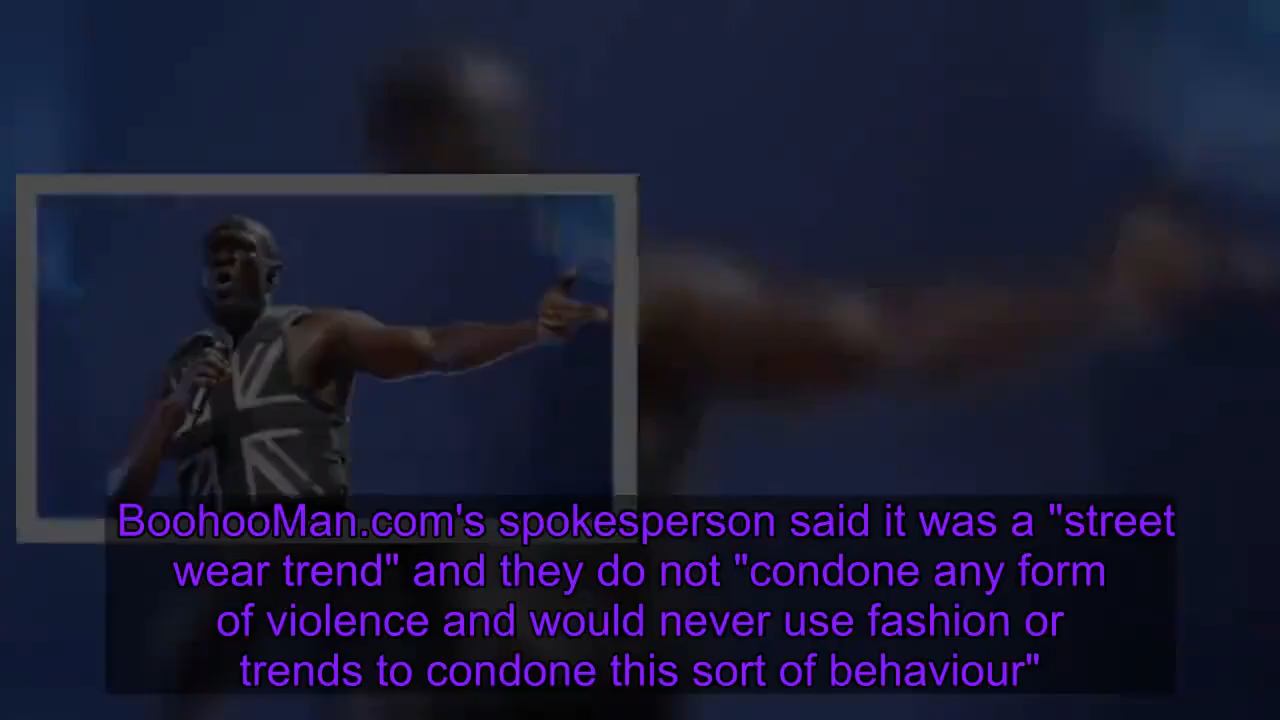 BoohooMan.com's spokesperson said it was a "street
wear trend" and they do not "condone any form
of violence and would never use fashion or
trends to condone this sort of behaviour"